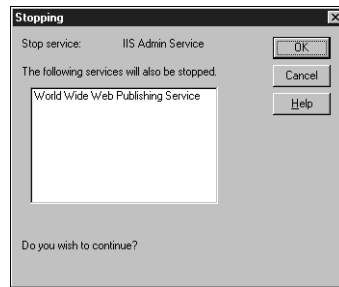 Stopping
Stop service: IIS Admin Service
OK
The following services will also be stopped.
Cancel
World Wide Web Publishing Service
Help
Do you wish to continue?